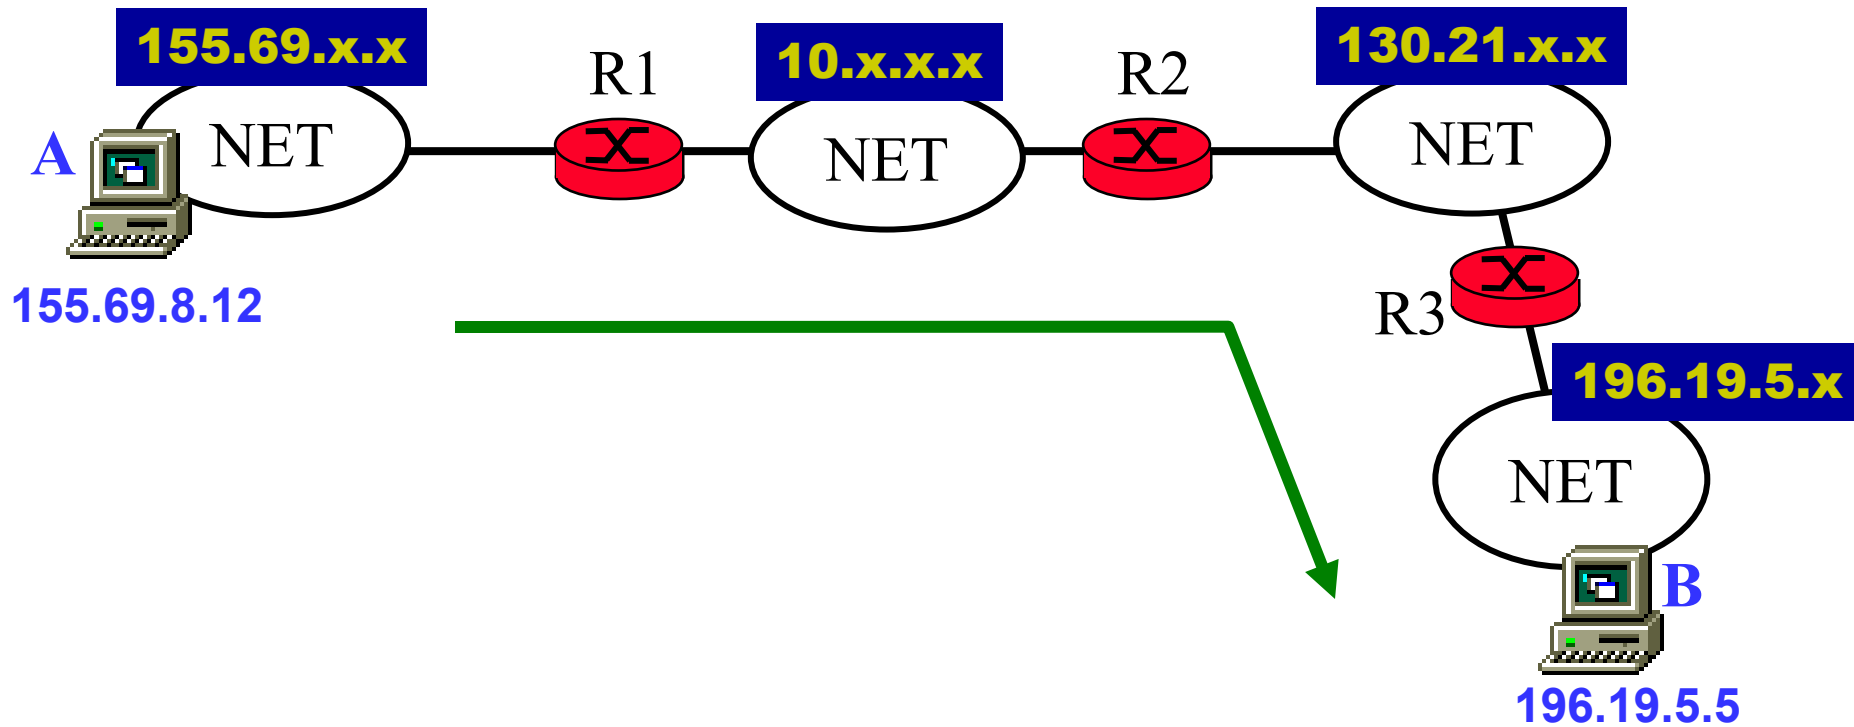 155.69.x.x
R1
10.x.x.x
R2
130.21.x.x
A
NET
NET
NET
155.69.8.12
R3
196.19.5.x
NET
B
196.19.5.5